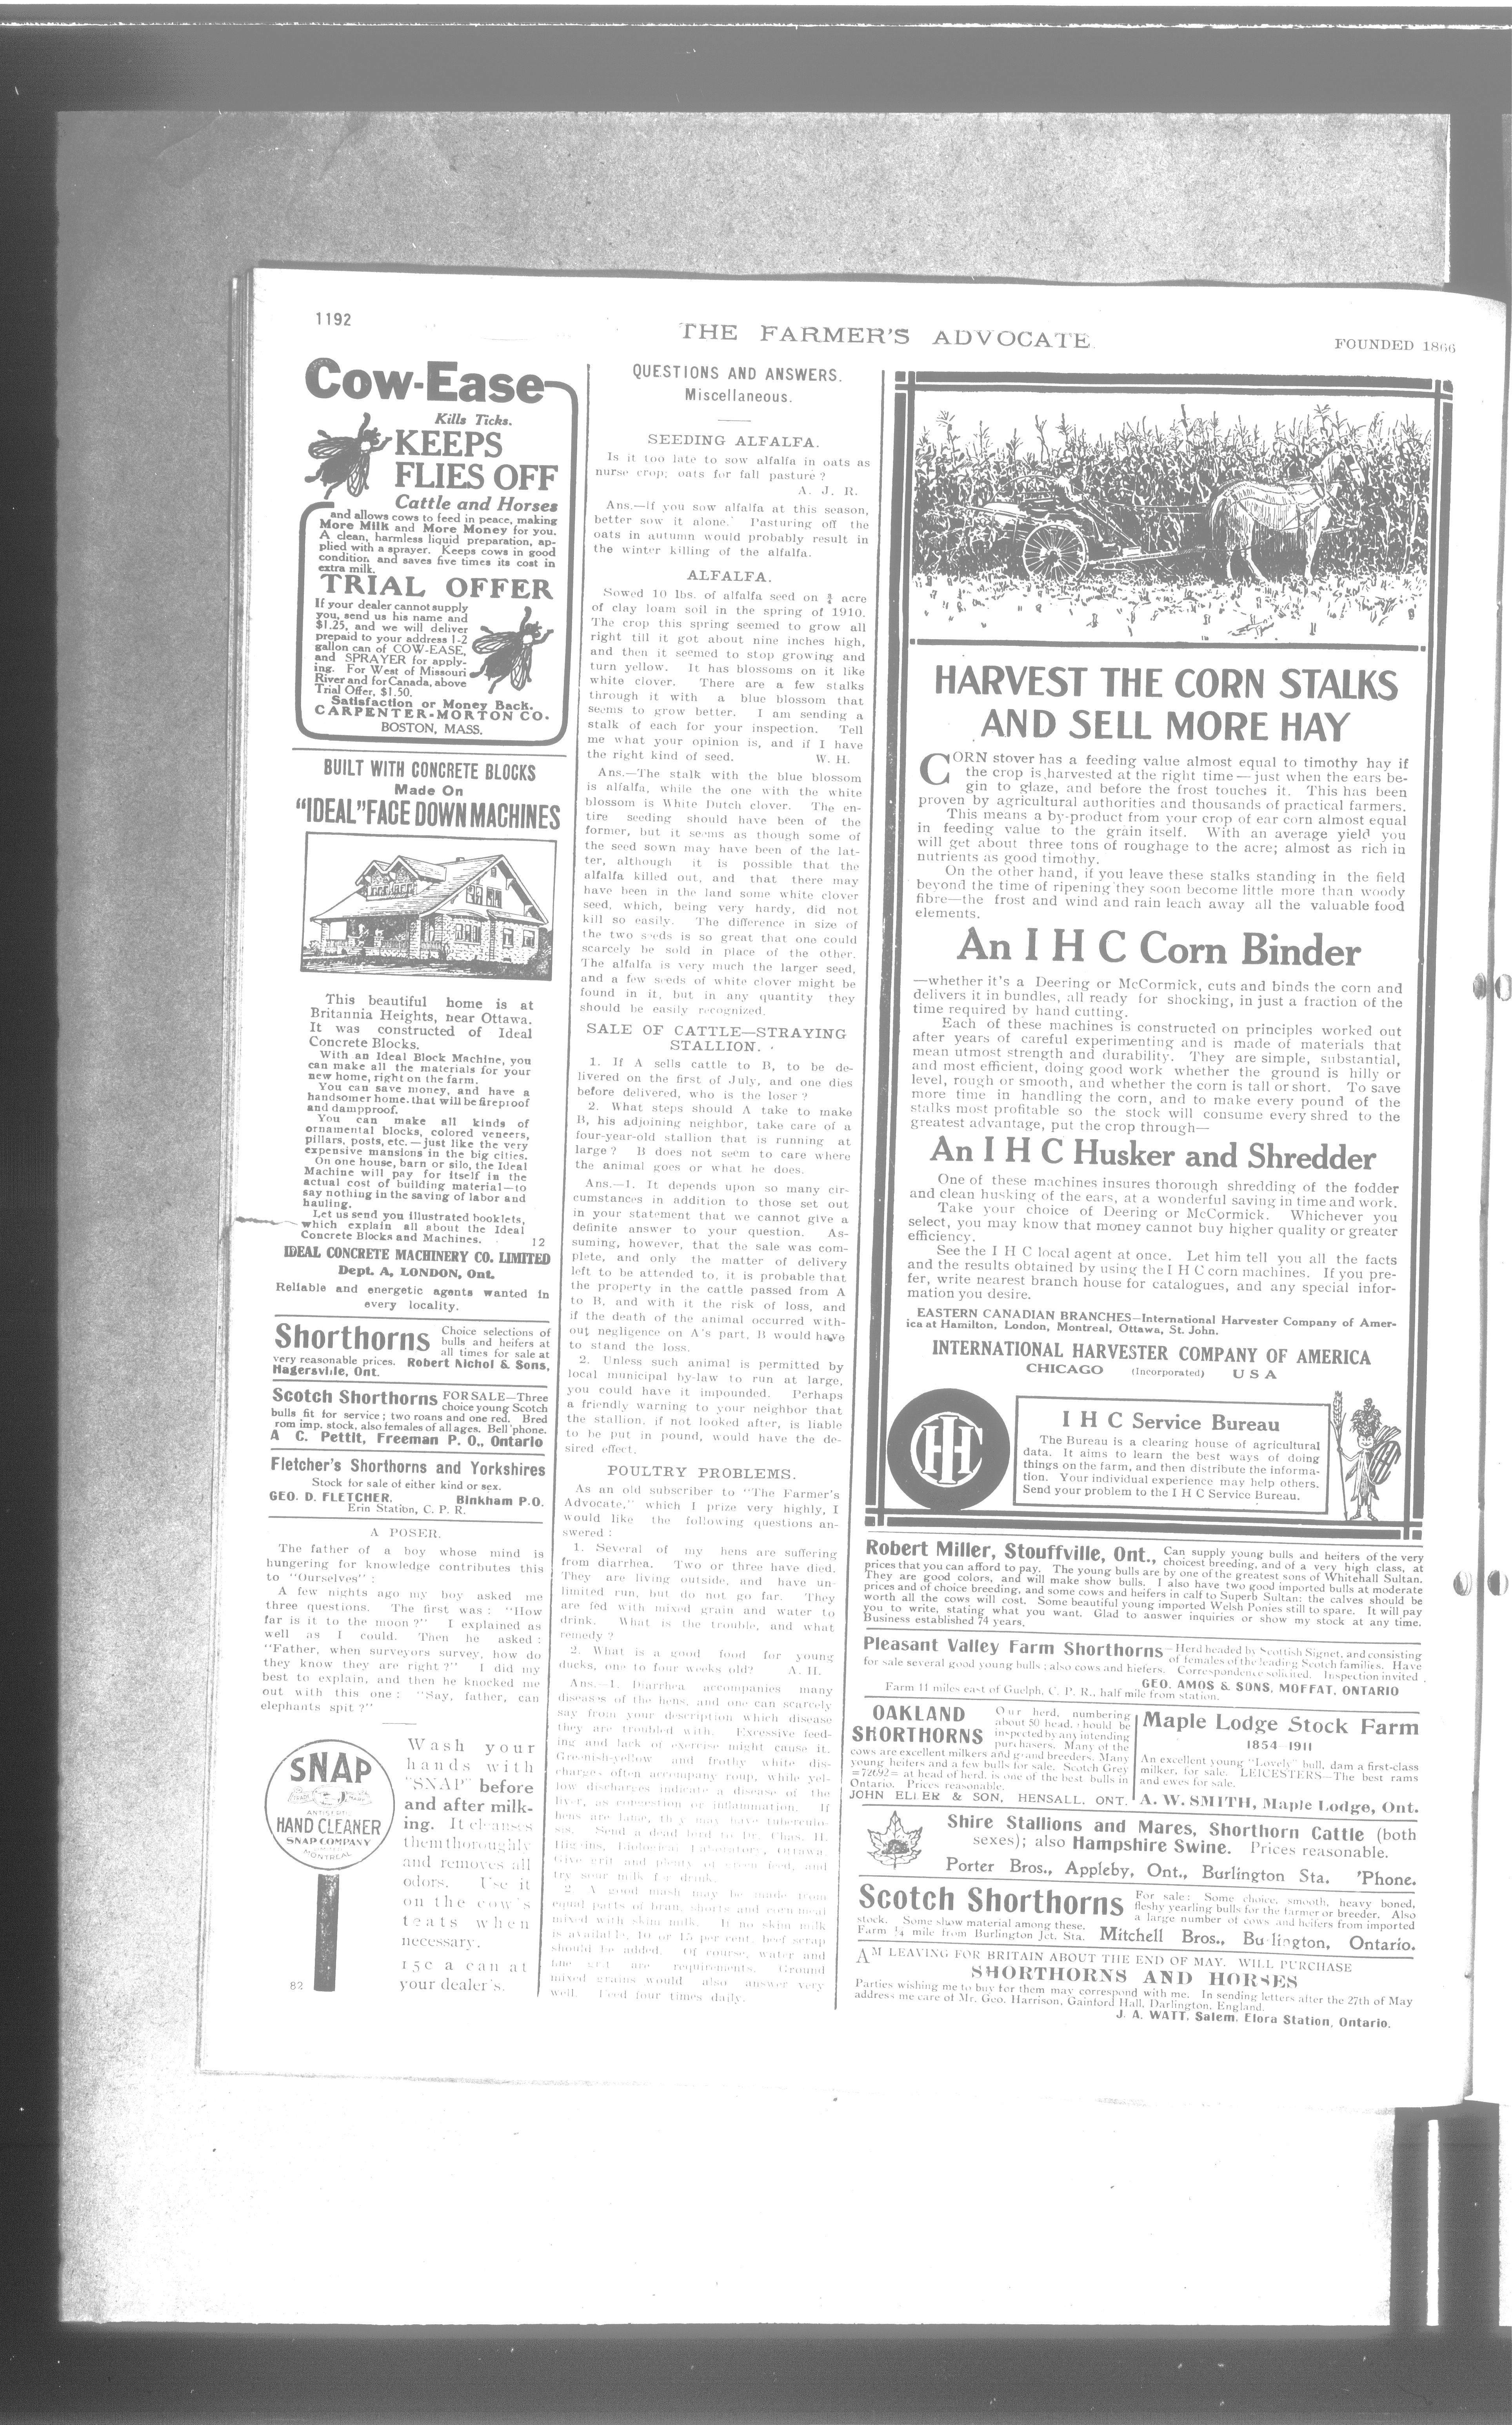 1192
THE FARMER'S ADVOCATE
FOUNDED 1866
Cow-Ease
Kills Ticks.
KEEPS
FLIES OFF
Cattle and Horses
and allows cows to feed in peace, making
More Milk and More Money for you.
A clean, harmless liquid preparation, ap-
plied with a sprayer. Keeps cows in good
condition, and saves five times its cost in
extra milk.
TRIAL OFFER
If your dealer cannot supply
you, send us his name and
$1.25, and we will deliver
prepaid to your address 1-2
gallon can of COW-EASE,
and SPRAYER for apply-
ing. For West of Missouri
River and for Canada, above
Trial Offer, $1.50.
Satisfaction or Money Back.
CARPENTER-MORTON CO.
BOSTON, MASS.
BUILT WITH CONCRETE BLOCKS
Made On
"IDEAL" FACE DOWN MACHINES
This beautiful home is at
Britannia Heights, near Ottawa.
It was constructed of Ideal
Concrete Blocks.
With an Ideal Block Machine, you
can make all the materials for your
new home, right on the farm.
You can save money, and have a
handsomer home. that will be fireproof
and dampproof.
You can make all kinds of
ornamental blocks, colored veneers,
pillars, posts, etc.—just like the very
expensive mansions in the big cities.
On one house, barn or silo, the Ideal
Machine will pay for itself in the
actual cost of building material—to
say nothing in the saving of labor and
hauling.
Let us send you illustrated booklets,
which explain all about the Ideal
Concrete Blocks and Machines. 12
IDEAL CONCRETE MACHINERY CO. LIMITED
Dept. A, LONDON, Ont.
Reliable and energetic agents wanted in
every locality.
Shorthorns Choice selections of
bulls and heifers at
all times for sale at
very reasonable prices. Robert Nichol & Sons,
Hagersville, Ont.
Scotch Shorthorns FOR SALE—Three
choice young Scotch
bulls fit for service; two roans and one red. Bred
rom imp. stock, also females of all ages. Bell 'phone.
A C. Pettit, Freeman P. O., Ontario
Fletcher's Shorthorns and Yorkshires
Stock for sale of either kind or sex.
GEO. D. FLETCHER, Binkham P.O.
Erin Station, C. P. R.
A POSER.
The father of a boy whose mind is
hungering for knowledge contributes this
to "Ourselves":
A few nights ago my boy asked me
three questions. The first was: "How
far is it to the moon?" I explained as
well as I could. Then he asked:
"Father, when surveyors survey, how do
they know they are right?" I did my
best to explain, and then he knocked me
out with this one: "Say, father, can
elephants spit?"
SNAP
ANTISEPTIC
HAND CLEANER
SNAP COMPANY
MONTREAL
82
Wash your
hands with
"SNAP" before
and after milk-
ing. It cleanses
them thoroughly
and removes all
odors. Use it
on the cow's
teats when
necessary.
15c a can at
your dealer's.
QUESTIONS AND ANSWERS.
Miscellaneous.
SEEDING ALFALFA.
Is it too late to sow alfalfa in oats as
nurse crop; oats for fall pasture?
A. J. R.
Ans.—If you sow alfalfa at this season,
better sow it alone. Pasturing off the
oats in autumn would probably result in
the winter killing of the alfalfa.
ALFALFA.
Sowed 10 lbs. of alfalfa seed on acre
of clay loam soil in the spring of 1910.
The crop this spring seemed to grow all
right till it got about nine inches high,
and then it seemed to stop growing and
turn yellow. It has blossoms on it like
white clover. There are a few stalks
through it with a blue blossom that
seems to grow better. I am sending a
stalk of each for your inspection. Tell
me what your opinion is, and if I have
the right kind of seed. W. H.
Ans.—The stalk with the blue blossom
is alfalfa, while the one with the white
blossom is White Dutch clover. The en-
tire seeding should have been of the
former, but it seems as though some of
the seed sown may have been of the lat-
ter, although it is possible that the
alfalfa killed out, and that there may
have been in the land some white clover
seed, which, being very hardy, did not
kill so easily. The difference in size of
the two seeds is so great that one could
scarcely be sold in place of the other.
The alfalfa is very much the larger seed,
and a few seeds of white clover might be
found in it, but in any quantity they
should be easily recognized.
SALE OF CATTLE—STRAYING
STALLION.
1. If A sells cattle to B, to be de-
livered on the first of July, and one dies
before delivered, who is the loser?
2. What steps should A take to make
B, his adjoining neighbor, take care of a
four-year-old stallion that is running at
large? B does not seem to care where
the animal goes or what he does.
Ans.—1. It depends upon so many cir-
cumstances in addition to those set out
in your statement that we cannot give a
definite answer to your question. As-
suming, however, that the sale was com-
plete, and only the matter of delivery
left to be attended to, it is probable that
the property in the cattle passed from A
to B, and with it the risk of loss, and
if the death of the animal occurred with-
out negligence on A's part, B would have
to stand the loss.
2. Unless such animal is permitted by
local municipal by-law to run at large,
you could have it impounded. Perhaps
a friendly warning to your neighbor that
the stallion, if not looked after, is liable
to be put in pound, would have the de-
sired effect.
POULTRY PROBLEMS.
As an old subscriber to "The Farmer's
Advocate," which I prize very highly, I
would like the following questions an-
swered:
1. Several of my hens are suffering
from diarrhea. Two or three have died.
They are living outside, and have un-
limited run, but do not go far. They
are fed with mixed grain and water to
drink. What is the trouble, and what
remedy?
2. What is a good food for young
ducks, one to four weeks old? A. H.
Ans.—1. Diarrhea accompanies many
diseases of the hens, and one can scarcely
say from your description which disease
they are troubled with. Excessive feed-
ing and lack of exercise might cause it.
Greenish-yellow and frothy white dis-
charges often accompany roup, while yel-
low discharges indicate a disease of the
liver, as congestion or inflammation. If
hens are lame, they may have tuberculo-
sis. Send a dead bird to Dr. Chas. H.
Higgins, Biological Laboratory, Ottawa.
Give grit and plenty of green feed, and
try sour milk for drink.
2. A good mash may be made from
equal parts of bran, shorts and corn meal
mixed with skim milk. If no skim milk
is available, 10 or 15 per cent. beef scrap
should be added. Of course, water and
fine grit are requirements. Ground
mixed grains would also answer very
well. Feed four times daily.
HARVEST THE CORN STALKS
AND SELL MORE HAY
CORN stover has a feeding value almost equal to timothy hay if
the crop is harvested at the right time—just when the ears be-
gin to glaze, and before the frost touches it. This has been
proven by agricultural authorities and thousands of practical farmers.
This means a by-product from your crop of ear corn almost equal
in feeding value to the grain itself. With an average yield you
will get about three tons of roughage to the acre; almost as rich in
nutrients as good timothy.
On the other hand, if you leave these stalks standing in the field
beyond the time of ripening they soon become little more than woody
fibre—the frost and wind and rain leach away all the valuable food
elements.
An I H C Corn Binder
—whether it's a Deering or McCormick, cuts and binds the corn and
delivers it in bundles, all ready for shocking, in just a fraction of the
time required by hand cutting.
Each of these machines is constructed on principles worked out
after years of careful experimenting and is made of materials that
mean utmost strength and durability. They are simple, substantial,
and most efficient, doing good work whether the ground is hilly or
level, rough or smooth, and whether the corn is tall or short. To save
more time in handling the corn, and to make every pound of the
stalks most profitable so the stock will consume every shred to the
greatest advantage, put the crop through—
An I H C Husker and Shredder
One of these machines insures thorough shredding of the fodder
and clean husking of the ears, at a wonderful saving in time and work.
Take your choice of Deering or McCormick. Whichever you
select, you may know that money cannot buy higher quality or greater
efficiency.
See the I H C local agent at once. Let him tell you all the facts
and the results obtained by using the I H C corn machines. If you pre-
fer, write nearest branch house for catalogues, and any special infor-
mation you desire.
EASTERN CANADIAN BRANCHES—International Harvester Company of Amer-
ica at Hamilton, London, Montreal, Ottawa, St. John.
INTERNATIONAL HARVESTER COMPANY OF AMERICA
CHICAGO (Incorporated) U S A
IHC
I H C Service Bureau
The Bureau is a clearing house of agricultural
data. It aims to learn the best ways of doing
things on the farm, and then distribute the informa-
tion. Your individual experience may help others.
Send your problem to the I H C Service Bureau.
Robert Miller, Stouffville, Ont., Can supply young bulls and heifers of the very
choicest breeding, and of a very high class, at
prices that you can afford to pay. The young bulls are by one of the greatest sons of Whitehall Sultan.
They are good colors, and will make show bulls. I also have two good imported bulls at moderate
prices and of choice breeding, and some cows and heifers in calf to Superb Sultan: the calves should be
worth all the cows will cost. Some beautiful young imported Welsh Ponies still to spare. It will pay
you to write, stating what you want. Glad to answer inquiries or show my stock at any time.
Business established 74 years.
Pleasant Valley Farm Shorthorns—Herd headed by Scottish Signet, and consisting
of females of the leading Scotch families. Have
for sale several good young bulls; also cows and hiefers. Correspondence solicited. Inspection invited.
GEO. AMOS & SONS, MOFFAT, ONTARIO
Farm 11 miles east of Guelph, C. P. R., half mile from station.
OAKLAND
SHORTHORNS
Our herd, numbering
about 50 head, should be
inspected by any intending
purchasers. Many of the
cows are excellent milkers and grand breeders. Many
young heifers and a few bulls for sale. Scotch Grey
=72692= at head of herd, is one of the best bulls in
Ontario. Prices reasonable.
JOHN ELDER & SON, HENSALL, ONT.
Maple Lodge Stock Farm
1854 1911
An excellent young "Lovely" bull, dam a first-class
milker, for sale. LEICESTERS—The best rams
and ewes for sale.
A. W. SMITH, Maple Lodge, Ont.
Shire Stallions and Mares, Shorthorn Cattle (both
sexes); also Hampshire Swine. Prices reasonable.
Porter Bros., Appleby, Ont., Burlington Sta. 'Phone.
Scotch Shorthorns For sale: Some choice, smooth, heavy boned,
fleshy yearling bulls for the farmer or breeder. Also
a large number of cows and heifers from imported
stock. Some show material among these.
Farm ¼ mile from Burlington Jct. Sta. Mitchell Bros., Burlington, Ontario.
AM LEAVING FOR BRITAIN ABOUT THE END OF MAY. WILL PURCHASE
SHORTHORNS AND HORSES
Parties wishing me to buy for them may correspond with me. In sending letters after the 27th of May
address me care of Mr. Geo. Harrison, Gainford Hall, Darlington, England.
J. A. WATT, Salem, Elora Station, Ontario.